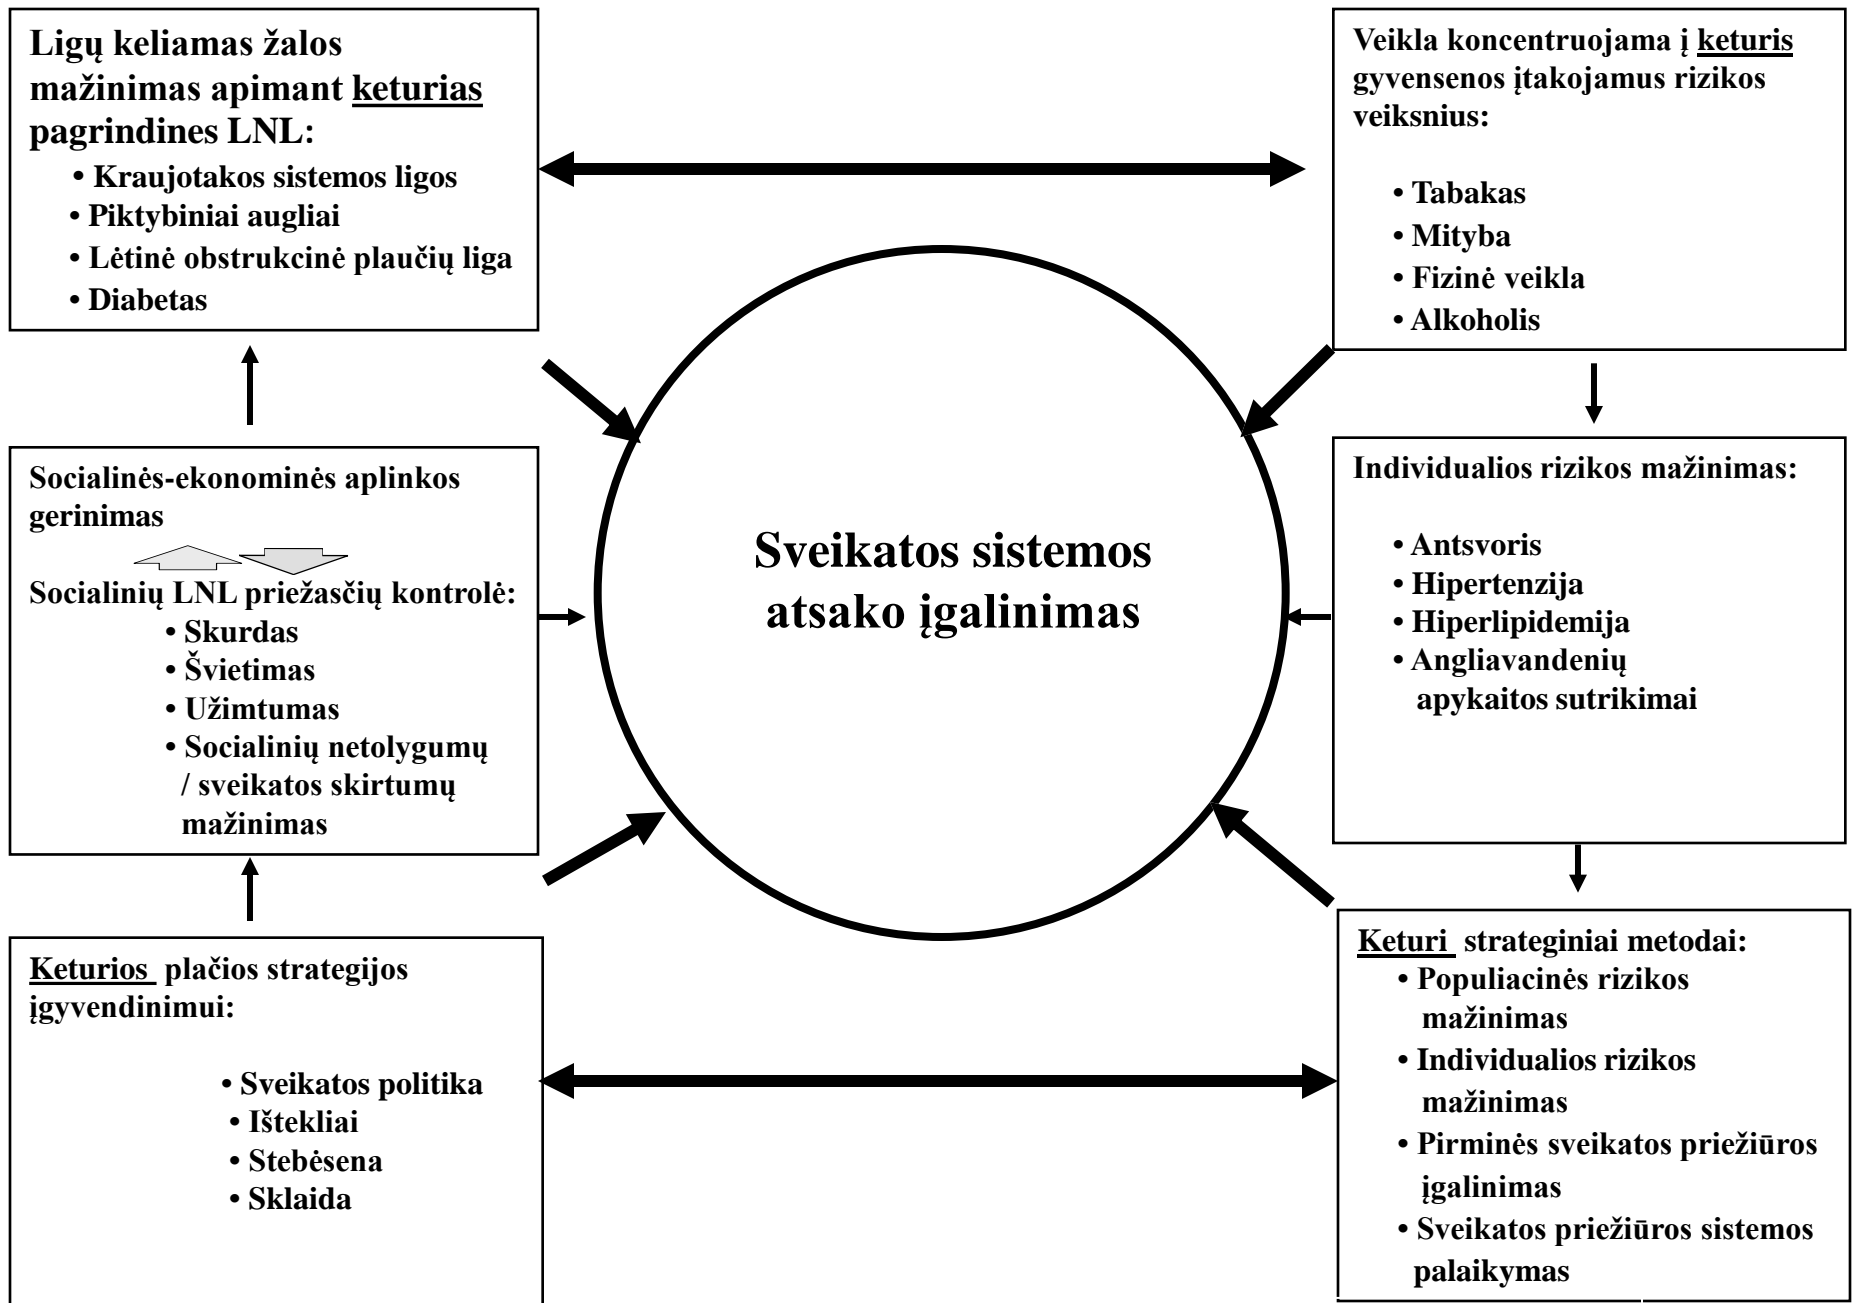 Ligų keliamas žalos
mažinimas apimant keturias
pagrindines LNL:
• Kraujotakos sistemos ligos
• Piktybiniai augliai
• Lėtinė obstrukcinė plaučių liga
• Diabetas
Veikla koncentruojama į keturis
gyvensenos įtakojamus rizikos
veiksnius:
• Tabakas
• Mityba
• Fizinė veikla
• Alkoholis
Socialinės-ekonominės aplinkos
gerinimas
Socialinių LNL priežasčių kontrolė:
• Skurdas
• Švietimas
• Užimtumas
• Socialinių netolygumų
/ sveikatos skirtumų
mažinimas
Sveikatos sistemos
atsako įgalinimas
Individualios rizikos mažinimas:
• Antsvoris
• Hipertenzija
• Hiperlipidemija
• Angliavandenių
apykaitos sutrikimai
Keturios plačios strategijos
įgyvendinimui:
• Sveikatos politika
• Ištekliai
• Stebėsena
• Sklaida
Keturi strateginiai metodai:
• Populiacinės rizikos
mažinimas
• Individualios rizikos
mažinimas
• Pirminės sveikatos priežiūros
įgalinimas
• Sveikatos priežiūros sistemos
palaikymas